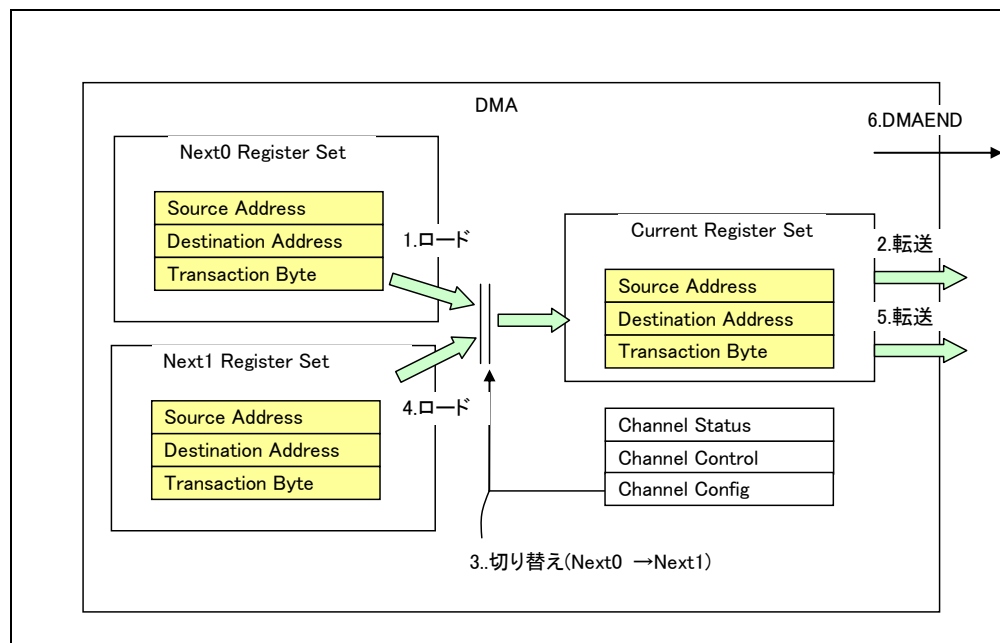 DMA
6.DMAEND
Next0 Register Set
Source Address
Destination Address
Transaction Byte
1.ロード
Current Register Set
Source Address
Destination Address
Transaction Byte
2.転送
5.転送
Next1 Register Set
Source Address
Destination Address
Transaction Byte
4.ロード
Channel Status
Channel Control
Channel Config
3..切り替え(Next0 →Next1)